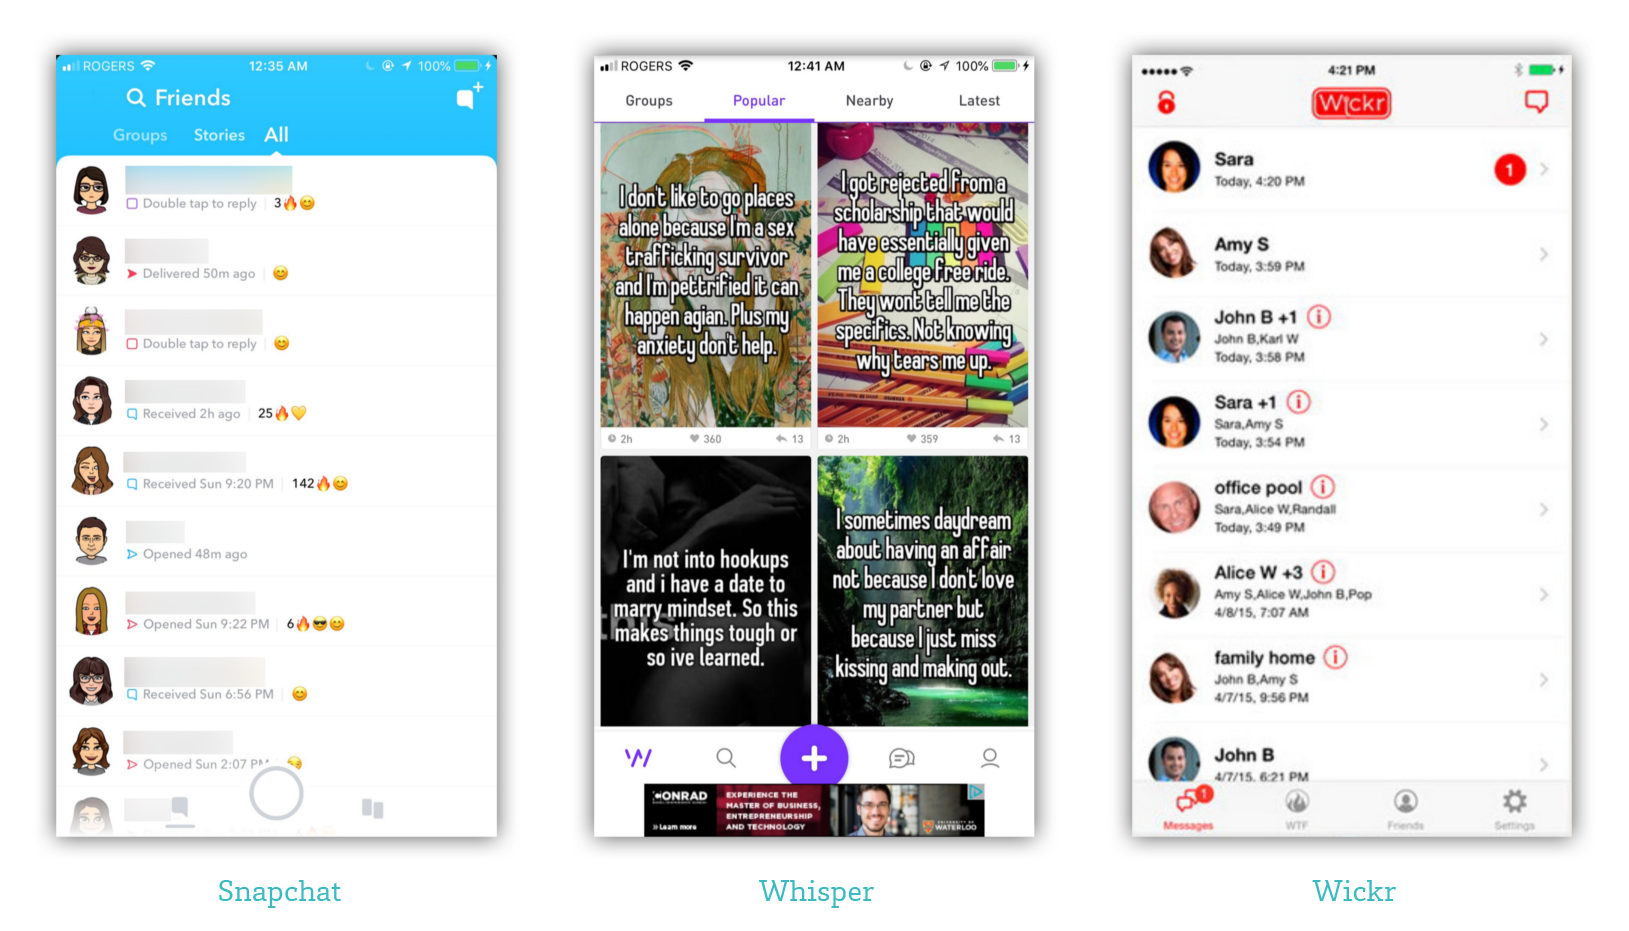 ROGERS 12:35 AM 100%
Friends
Groups Stories All
Double tap to reply 3
Delivered 50m ago
Double tap to reply
Received 2h ago 25
Received Sun 9:20 PM 142
Opened 48m ago
Opened Sun 9:22 PM 6
Received Sun 6:56 PM
Opened Sun 2:07 PM
Snapchat
ROGERS 12:41 AM 100%
Groups Popular Nearby Latest
I don't like to go places
alone because I'm a sex
trafficking survivor
and I'm pettrified it can
happen agian. Plus my
anxiety don't help.
2h 360 13
I got rejected from a
scholarship that would
have essentially given
me a college free ride.
They wont tell me the
specifics. Not knowing
why tears me up.
2h 359 13
I'm not into hookups
and i have a date to
marry mindset. So this
makes things tough or
so ive learned.
this
I sometimes daydream
about having an affair
not because I don't love
my partner but
because I just miss
kissing and making out.
CONRAD
» Learn more
EXPERIENCE THE
MASTER OF BUSINESS,
ENTREPRENEURSHIP
AND TECHNOLOGY
UNIVERSITY OF
WATERLOO
Whisper
4:21 PM
Wickr
Sara
Today, 4:20 PM
1
Amy S
Today, 3:59 PM
John B +1
John B,Karl W
Today, 3:58 PM
Sara +1
Sara,Amy S
Today, 3:54 PM
office pool
Sara,Alice W,Randall
Today, 3:49 PM
Alice W +3
Amy S,Alice W,John B,Pop
4/8/15, 7:07 AM
family home
John B,Amy S
4/7/15, 9:56 PM
John B
4/7/15, 6:21 PM
1
Messages WTF Friends Settings
Wickr